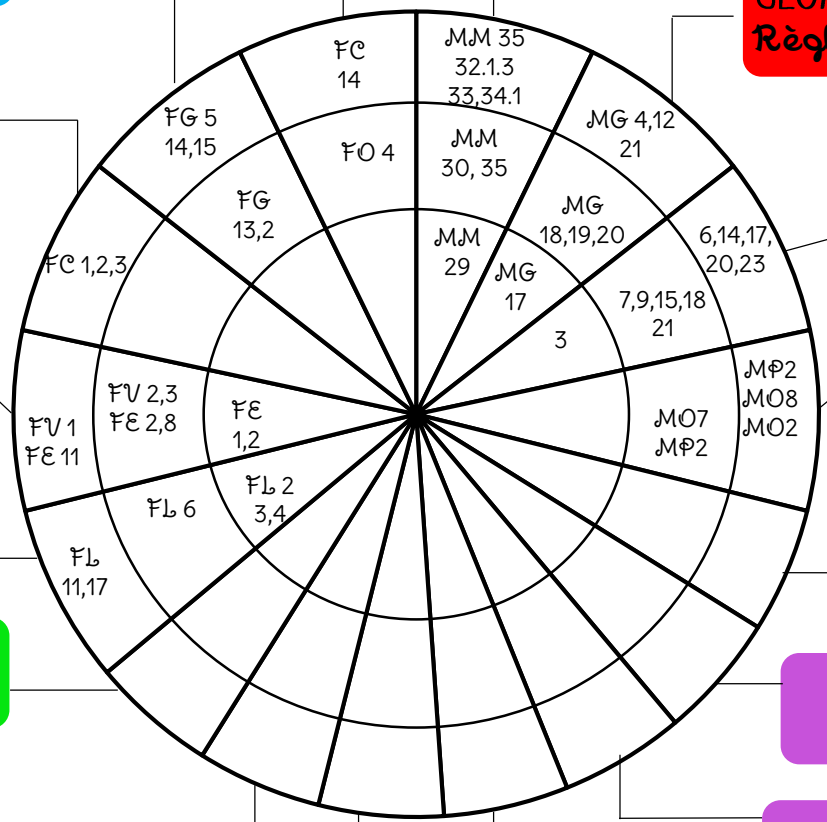 GEOM
Règl
FC
14
MM 35
32.1.3
33,34.1
FG 5
14,15
MG 4,12
21
FO 4
MM
30, 35
FG
13,2
MG
18,19,20
MM
29
MG
17
6,14,17,
20,23
FC 1,2,3
7,9,15,18
21
3
FV 1
FE 11
FV 2,3
FE 2,8
FE
1,2
MO7
MP2
MP2
MO8
MO2
FL 2
3,4
FL 6
FL
11,17